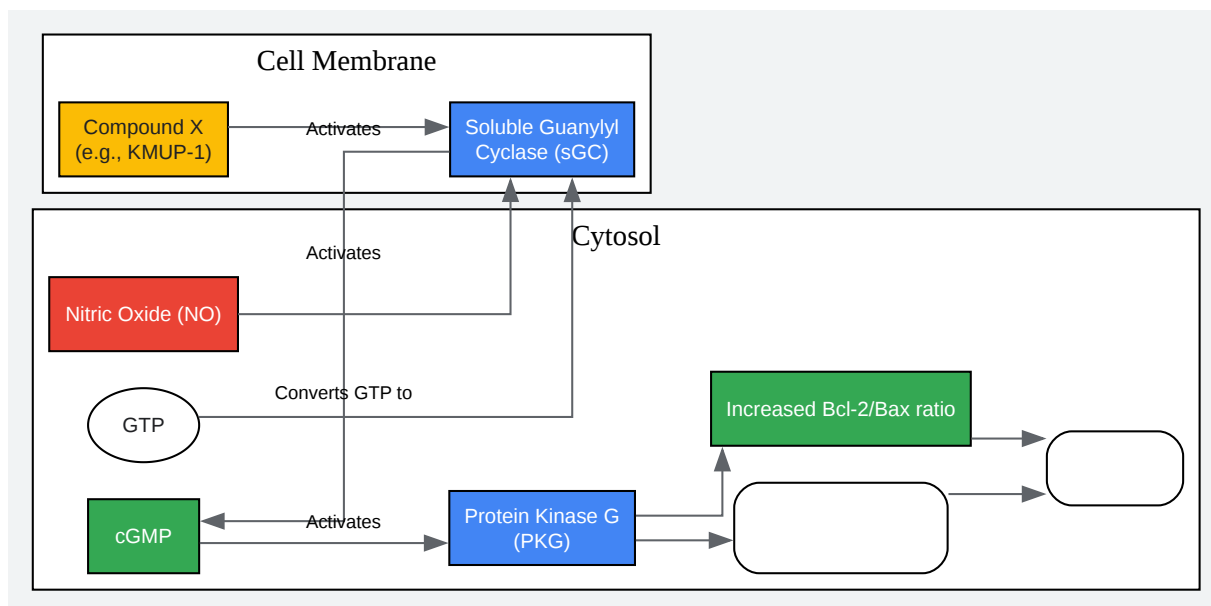 Cell Membrane
Compound X
(e.g., KMUP-1)
Activates
Soluble Guanylyl
Cyclase (sGC)
Cytosol
Activates
Nitric Oxide (NO)
Converts GTP to
GTP
Increased Bcl-2/Bax ratio
cGMP
Activates
Protein Kinase G
(PKG)